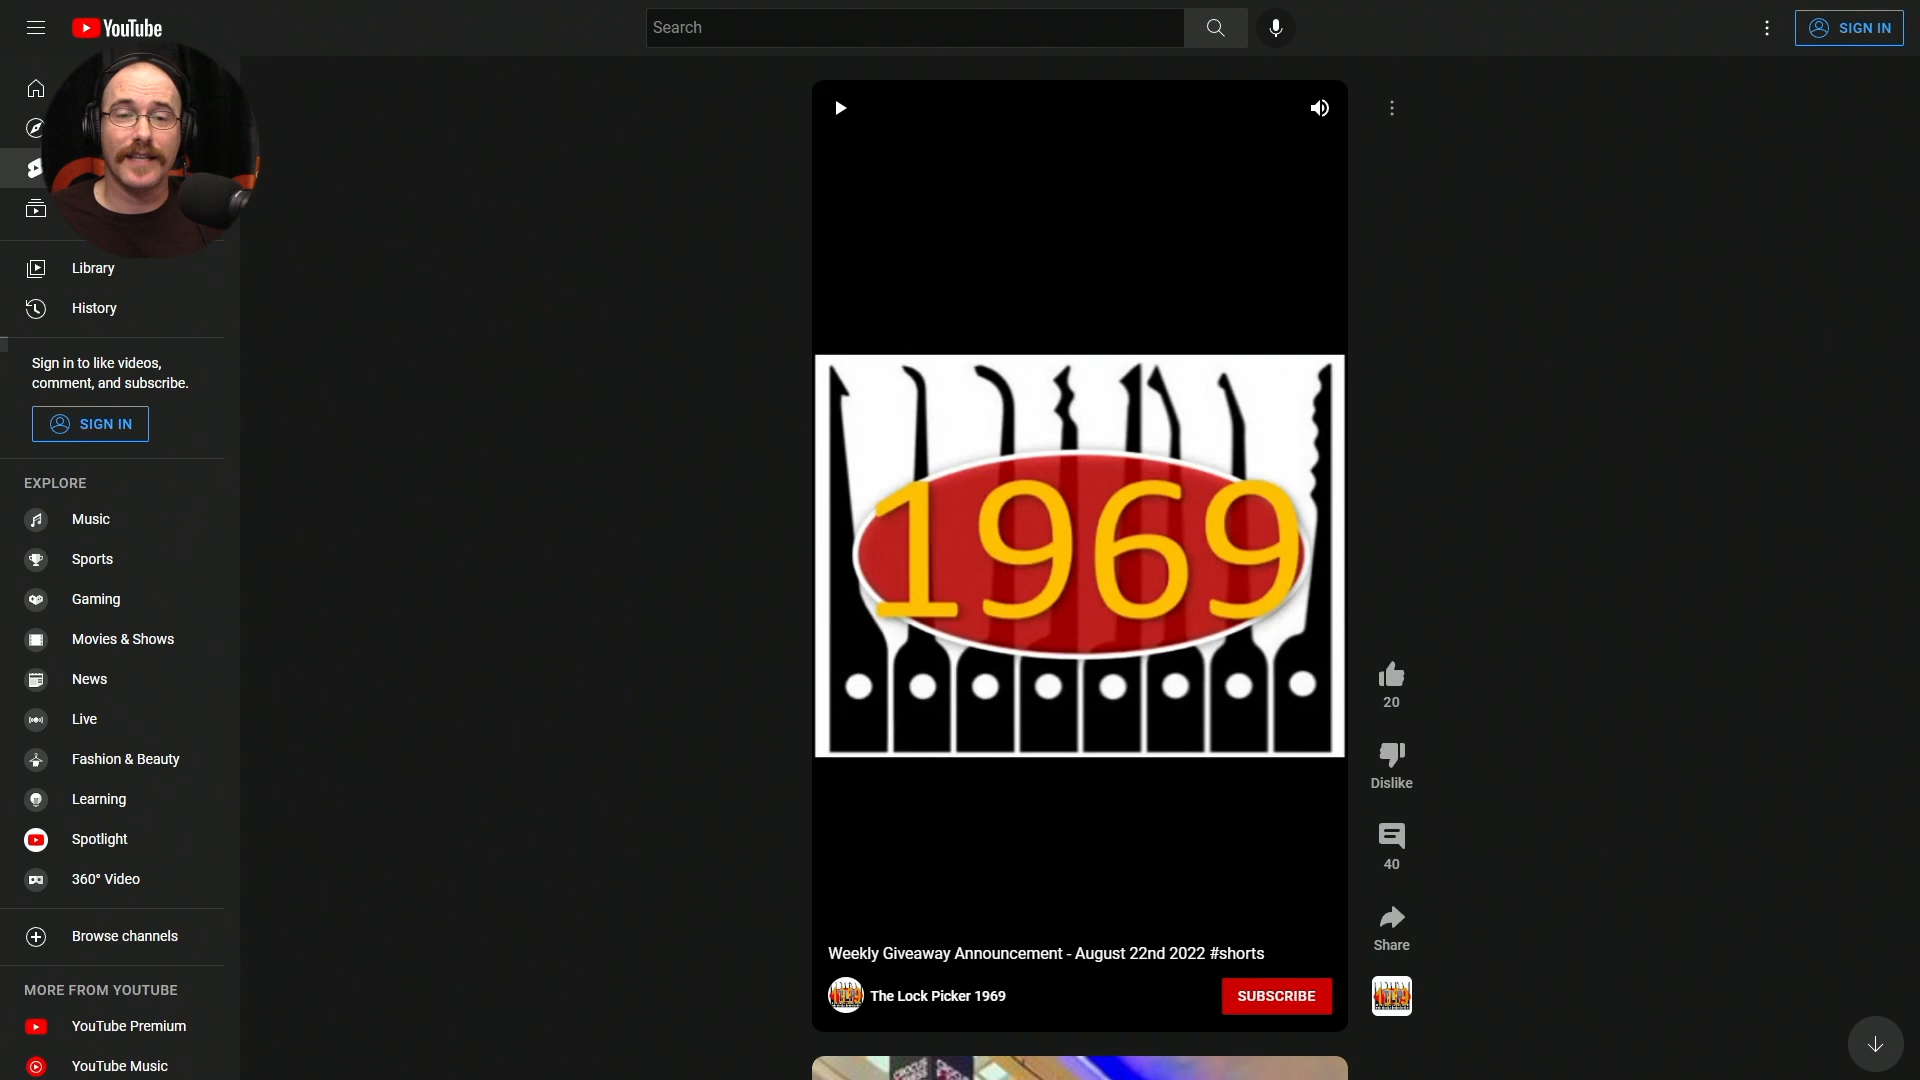 YouTube
Search
SIGN IN
Library
History
Sign in to like videos,
comment, and subscribe.
SIGN IN
EXPLORE
Music
Sports
Gaming
Movies & Shows
News
Live
Fashion & Beauty
Learning
Spotlight
360° Video
Browse channels
MORE FROM YOUTUBE
YouTube Premium
YouTube Music
1969
20
Dislike
40
Share
Weekly Giveaway Announcement - August 22nd 2022 #shorts
The Lock Picker 1969
SUBSCRIBE